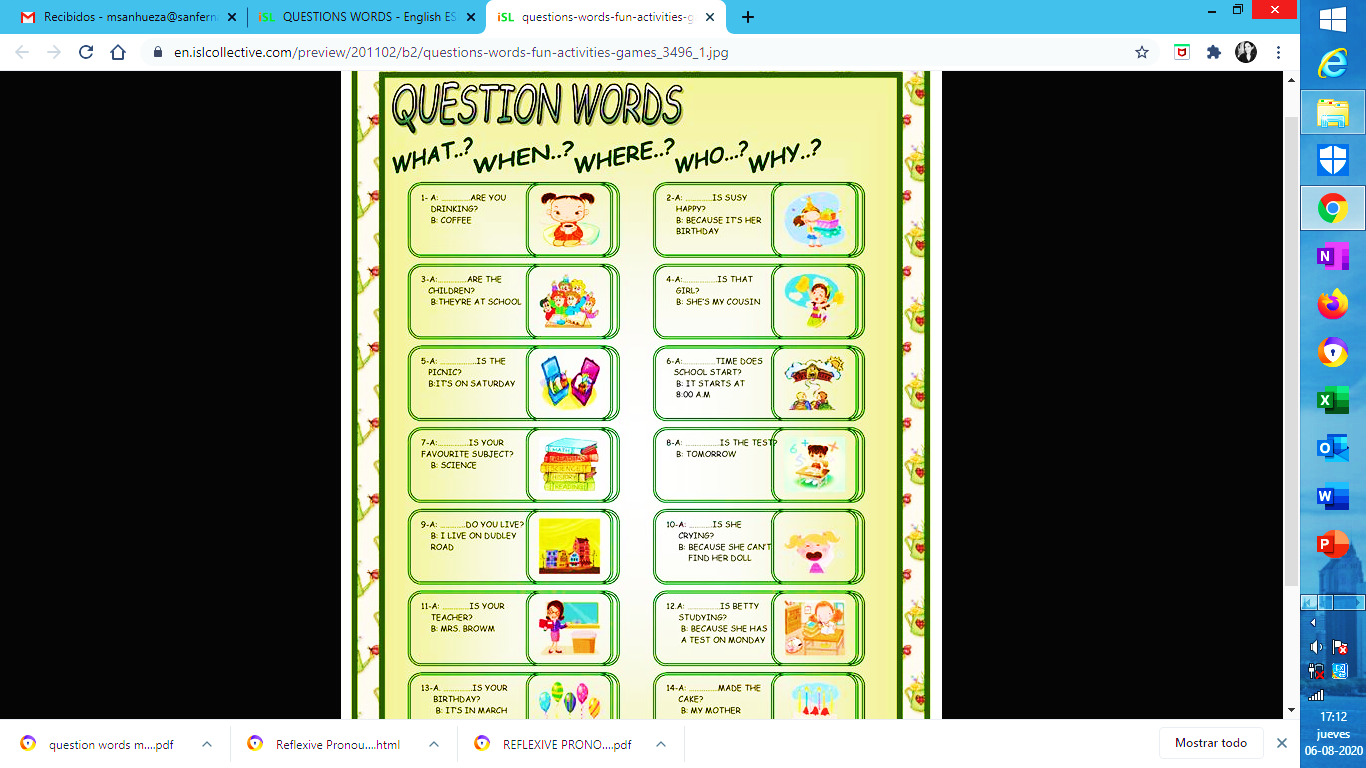 Recibidos - msanhueza@sanfern
iSL QUESTIONS WORDS - English ES
iSL questions-words-fun-activities-g
en.islcollective.com/preview/201102/b2/questions-words-fun-activities-games_3496_1.jpg
QUESTION WORDS
WHAT..? WHEN..? WHERE..? WHO...? WHY..?
1- A: ..............ARE YOU
DRINKING?
B: COFFEE
2-A: .............IS SUSY
HAPPY?
B: BECAUSE IT'S HER
BIRTHDAY
3-A:..............ARE THE
CHILDREN?
B:THEY'RE AT SCHOOL
4-A:................IS THAT
GIRL?
B: SHE'S MY COUSIN
5-A: .................IS THE
PICNIC?
B:IT'S ON SATURDAY
6-A:...............TIME DOES
SCHOOL START?
B: IT STARTS AT
8:00 A.M
7-A: .............IS YOUR
FAVOURITE SUBJECT?
B: SCIENCE
MATH
READING
SCIENCE
HISTORY
READING
8-A: ................IS THE TEST?
B: TOMORROW
9-A: ............DO YOU LIVE?
B: I LIVE ON DUDLEY
ROAD
10-A: ...........IS SHE
CRYING?
B: BECAUSE SHE CAN'T
FIND HER DOLL
11-A: .............IS YOUR
TEACHER?
B: MRS. BROWM
12.A: ...............IS BETTY
STUDYING?
B: BECAUSE SHE HAS
A TEST ON MONDAY
13-A. .............IS YOUR
BIRTHDAY?
B: IT'S IN MARCH
14-A: .............MADE THE
CAKE?
B: MY MOTHER
question words m....pdf
Reflexive Pronou....html
REFLEXIVE PRONO....pdf
Mostrar todo
17:12
jueves
06-08-2020